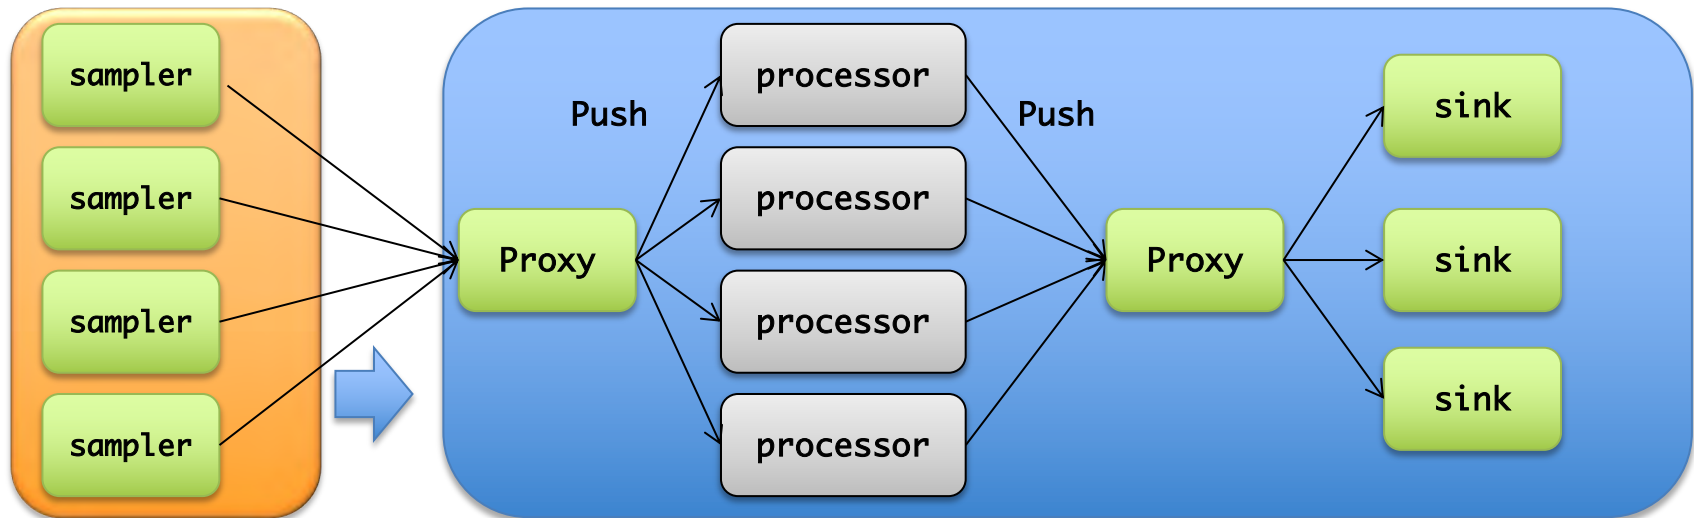 sampler
sampler
sampler
sampler
Proxy
Push
processor
processor
processor
processor
Push
Proxy
sink
sink
sink